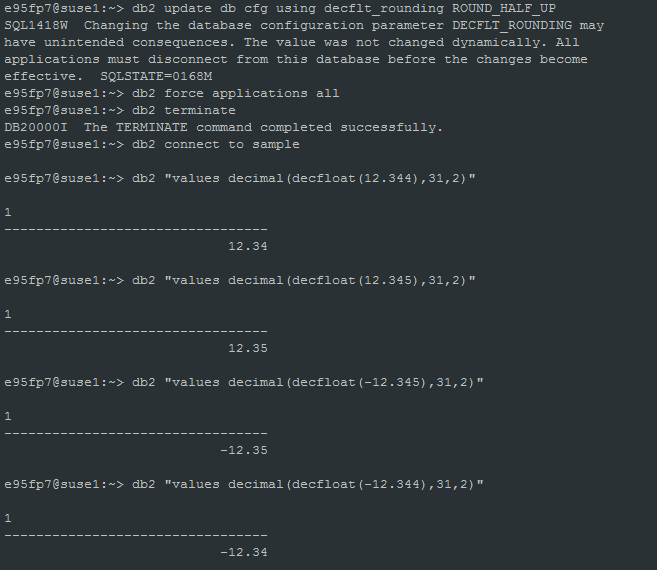 e95fp7@suse1:~> db2 update db cfg using decflt_rounding ROUND_HALF_UP
SQL1418W  Changing the database configuration parameter DECFLT_ROUNDING may
have unintended consequences. The value was not changed dynamically. All
applications must disconnect from this database before the changes become
effective.  SQLSTATE=0168M
e95fp7@suse1:~> db2 force applications all
e95fp7@suse1:~> db2 terminate
DB20000I  The TERMINATE command completed successfully.
e95fp7@suse1:~> db2 connect to sample
e95fp7@suse1:~> db2 "values decimal(decfloat(12.344),31,2)"
1
---------------------------------
12.34
e95fp7@suse1:~> db2 "values decimal(decfloat(12.345),31,2)"
1
---------------------------------
12.35
e95fp7@suse1:~> db2 "values decimal(decfloat(-12.345),31,2)"
1
---------------------------------
-12.35
e95fp7@suse1:~> db2 "values decimal(decfloat(-12.344),31,2)"
1
---------------------------------
-12.34